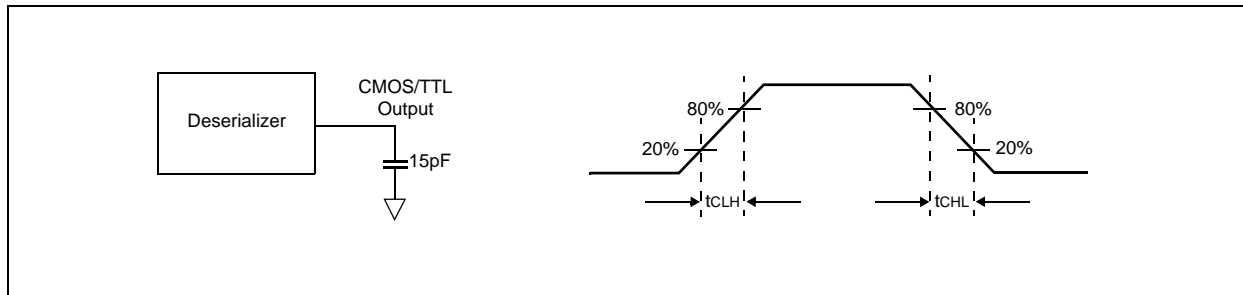 Deserializer
CMOS/TTL
Output
15pF
80%
20%
80%
20%
tCLH
tCHL